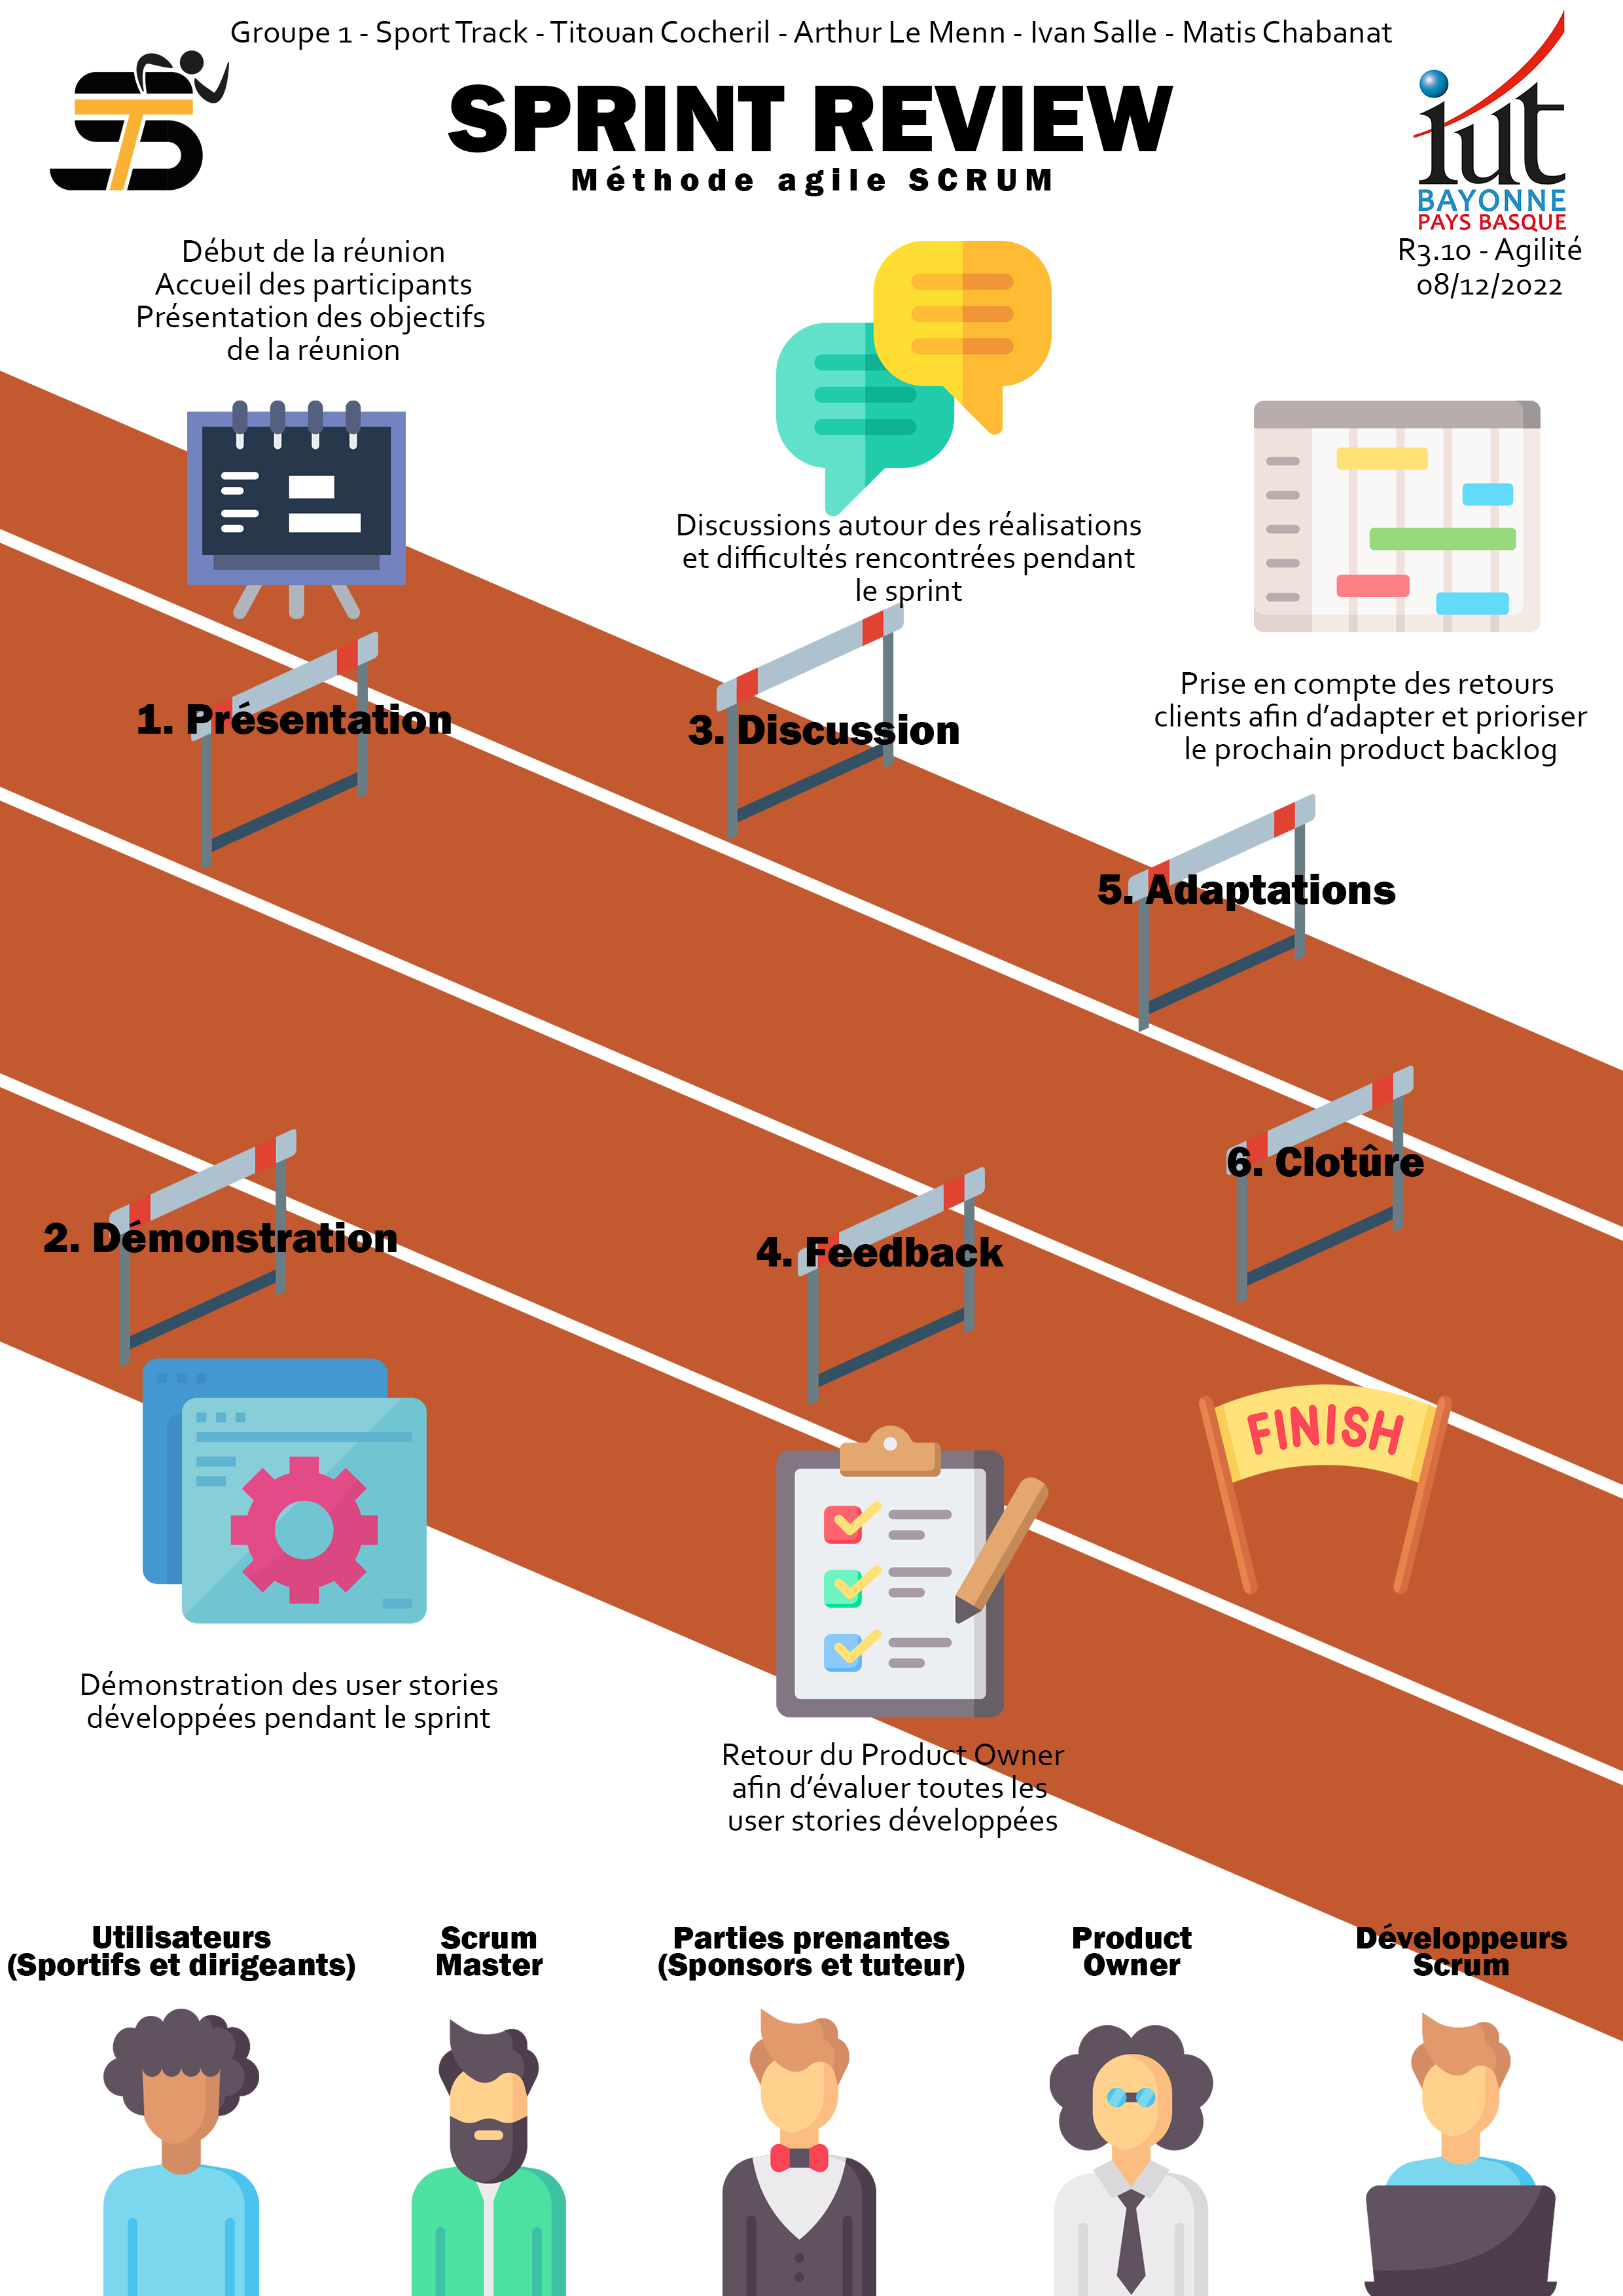 Groupe 1 - Sport Track - Titouan Cocheril - Arthur Le Menn - Ivan Salle - Matis Chabanat
SPRINT REVIEW
Méthode agile SCRUM
iut
BAYONNE
PAYS BASQUE
R3.10 - Agilité
08/12/2022
Début de la réunion
Accueil des participants
Présentation des objectifs
de la réunion
1. Présentation
Discussions autour des réalisations
et difficultés rencontrées pendant
le sprint
3. Discussion
Prise en compte des retours
clients afin d’adapter et prioriser
le prochain product backlog
5. Adaptations
2. Démonstration
Démonstration des user stories
développées pendant le sprint
4. Feedback
Retour du Product Owner
afin d’évaluer toutes les
user stories développées
6. Clotûre
FINISH
Utilisateurs
(Sportifs et dirigeants)
Scrum
Master
Parties prenantes
(Sponsors et tuteur)
Product
Owner
Développeurs
Scrum